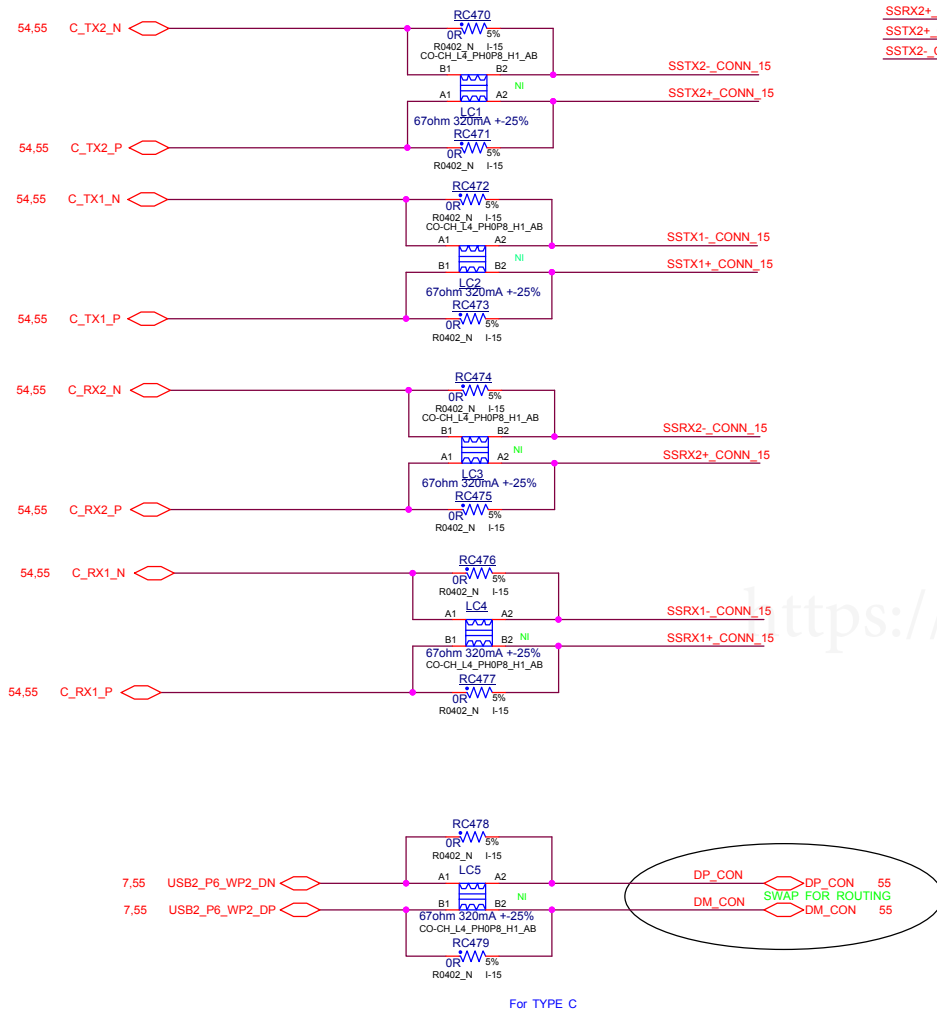 RC470
54,55 C_TX2_N
0R 5%
R0402_N I-15
CO-CH_L4_PH0P8_H1_AB
B1 B2
SSTX2-_CONN_15
NI
A1 A2
SSTX2+_CONN_15
LC1
67ohm 320mA +-25%
RC471
54,55 C_TX2_P
0R 5%
R0402_N I-15
RC472
54,55 C_TX1_N
0R 5%
R0402_N I-15
CO-CH_L4_PH0P8_H1_AB
A1 A2
SSTX1-_CONN_15
NI
B1 B2
SSTX1+_CONN_15
LC2
67ohm 320mA +-25%
RC473
54,55 C_TX1_P
0R 5%
R0402_N I-15
RC474
54,55 C_RX2_N
0R 5%
R0402_N I-15
CO-CH_L4_PH0P8_H1_AB
B1 B2
SSRX2-_CONN_15
NI
A1 A2
SSRX2+_CONN_15
LC3
67ohm 320mA +-25%
RC475
54,55 C_RX2_P
0R 5%
R0402_N I-15
RC476
54,55 C_RX1_N
0R 5%
R0402_N I-15
LC4
A1 A2
SSRX1-_CONN_15
NI
B1 B2
SSRX1+_CONN_15
67ohm 320mA +-25%
CO-CH_L4_PH0P8_H1_AB
RC477
54,55 C_RX1_P
0R 5%
R0402_N I-15
RC478
0R 5%
R0402_N I-15
LC5
7,55 USB2_P6_WP2_DN
A1 A2
DP_CON
DP_CON 55
SWAP FOR ROUTING
NI
7,55 USB2_P6_WP2_DP
B1 B2
DM_CON
DM_CON 55
67ohm 320mA +-25%
CO-CH_L4_PH0P8_H1_AB
RC479
0R 5%
R0402_N I-15
For TYPE C
SSRX2+_
SSTX2+_
SSTX2-_
https:/